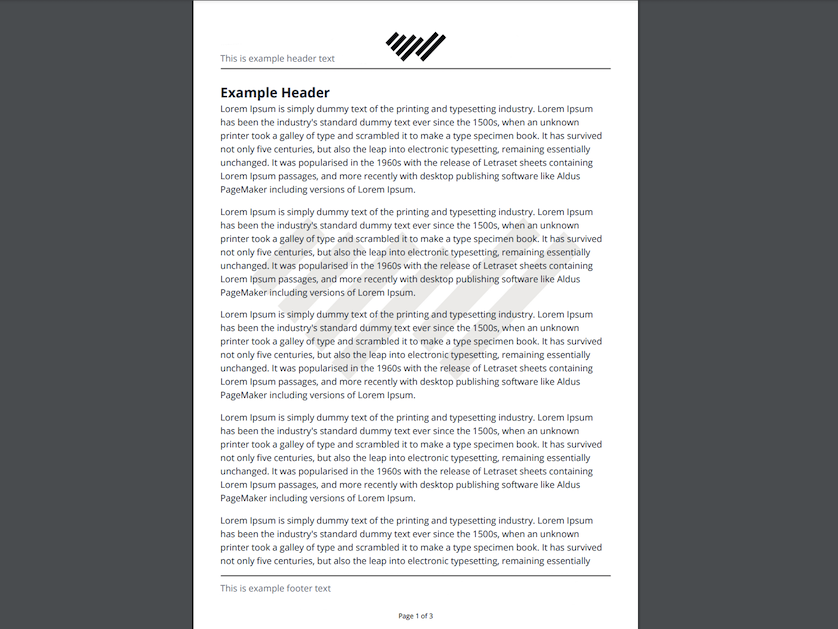 This is example header text
Example Header
Lorem Ipsum is simply dummy text of the printing and typesetting industry. Lorem Ipsum
has been the industry's standard dummy text ever since the 1500s, when an unknown
printer took a galley of type and scrambled it to make a type specimen book. It has survived
not only five centuries, but also the leap into electronic typesetting, remaining essentially
unchanged. It was popularised in the 1960s with the release of Letraset sheets containing
Lorem Ipsum passages, and more recently with desktop publishing software like Aldus
PageMaker including versions of Lorem Ipsum.
Lorem Ipsum is simply dummy text of the printing and typesetting industry. Lorem Ipsum
has been the industry's standard dummy text ever since the 1500s, when an unknown
printer took a galley of type and scrambled it to make a type specimen book. It has survived
not only five centuries, but also the leap into electronic typesetting, remaining essentially
unchanged. It was popularised in the 1960s with the release of Letraset sheets containing
Lorem Ipsum passages, and more recently with desktop publishing software like Aldus
PageMaker including versions of Lorem Ipsum.
Lorem Ipsum is simply dummy text of the printing and typesetting industry. Lorem Ipsum
has been the industry's standard dummy text ever since the 1500s, when an unknown
printer took a galley of type and scrambled it to make a type specimen book. It has survived
not only five centuries, but also the leap into electronic typesetting, remaining essentially
unchanged. It was popularised in the 1960s with the release of Letraset sheets containing
Lorem Ipsum passages, and more recently with desktop publishing software like Aldus
PageMaker including versions of Lorem Ipsum.
Lorem Ipsum is simply dummy text of the printing and typesetting industry. Lorem Ipsum
has been the industry's standard dummy text ever since the 1500s, when an unknown
printer took a galley of type and scrambled it to make a type specimen book. It has survived
not only five centuries, but also the leap into electronic typesetting, remaining essentially
unchanged. It was popularised in the 1960s with the release of Letraset sheets containing
Lorem Ipsum passages, and more recently with desktop publishing software like Aldus
PageMaker including versions of Lorem Ipsum.
Lorem Ipsum is simply dummy text of the printing and typesetting industry. Lorem Ipsum
has been the industry's standard dummy text ever since the 1500s, when an unknown
printer took a galley of type and scrambled it to make a type specimen book. It has survived
not only five centuries, but also the leap into electronic typesetting, remaining essentially
This is example footer text
Page 1 of 3